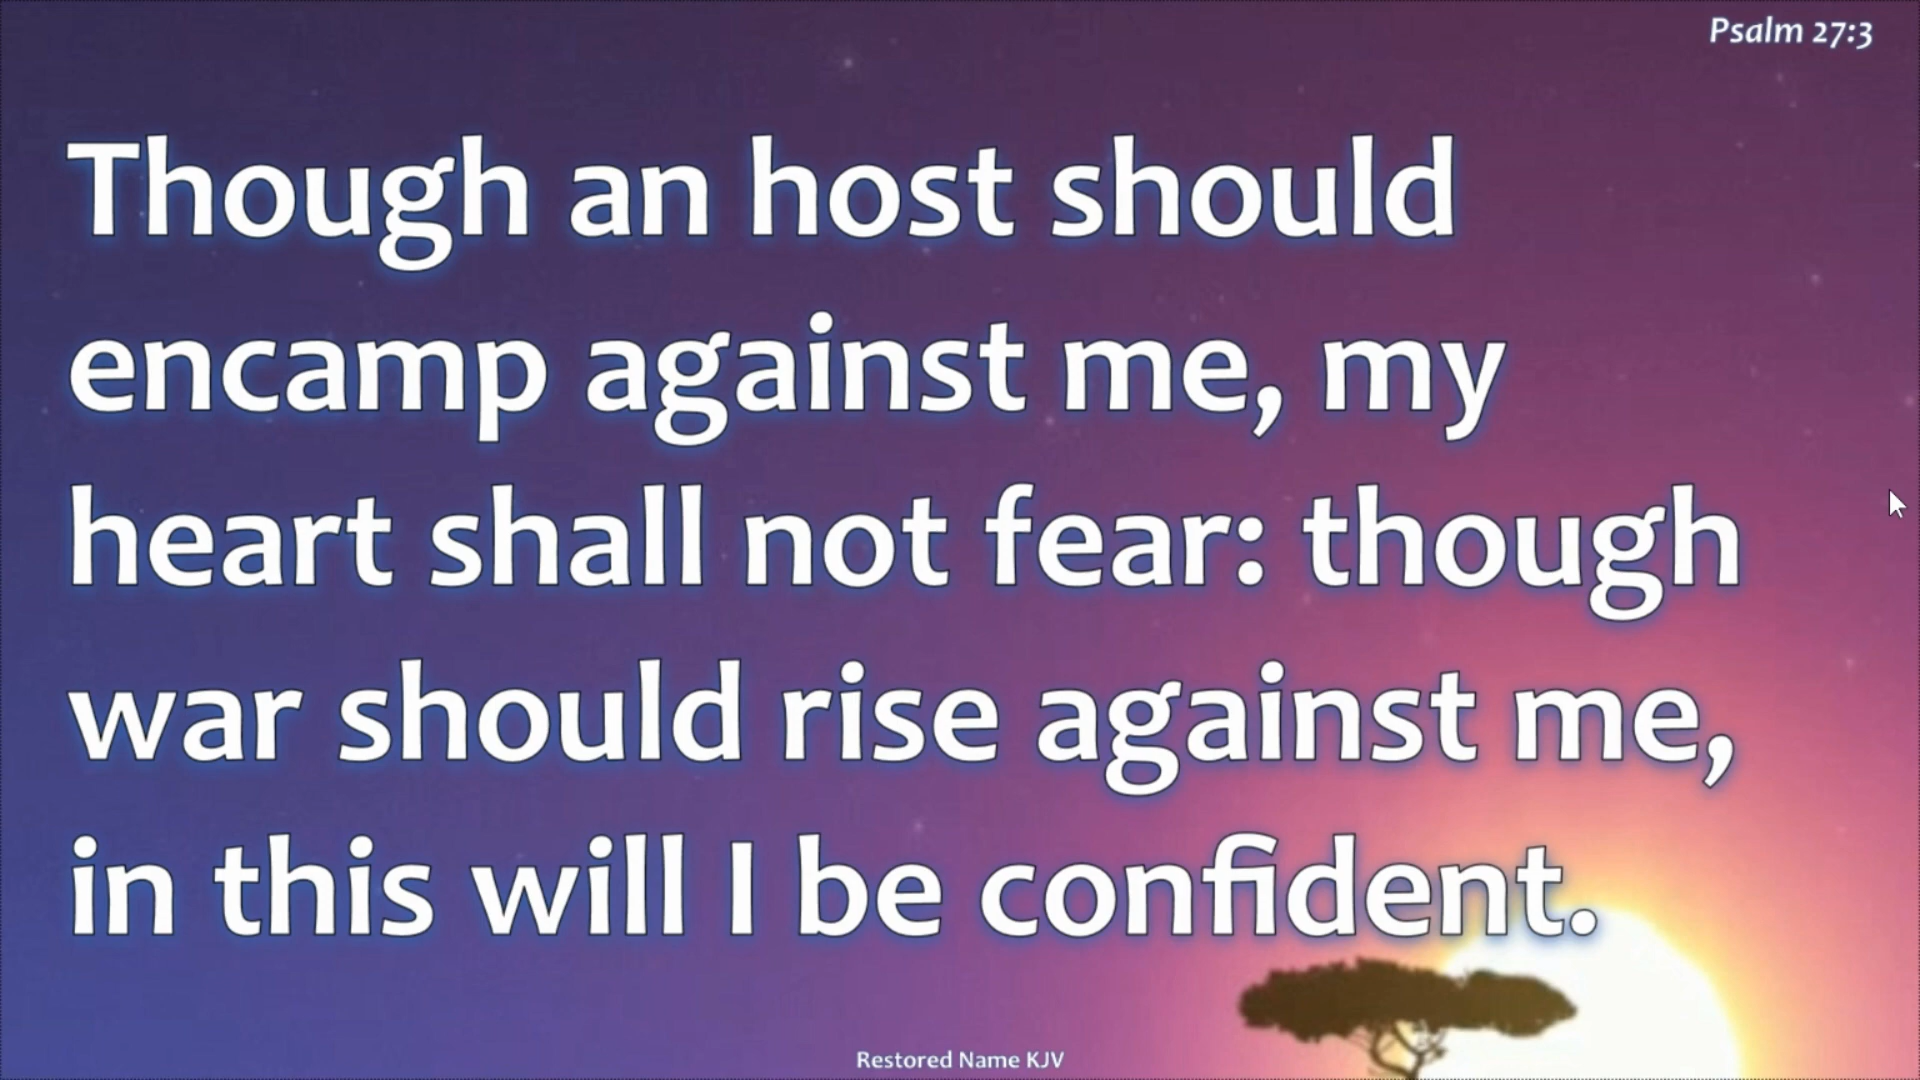 Psalm 27:3
Though an host should
encamp against me, my
heart shall not fear: though
war should rise against me,
in this will I be confident.
Restored Name KJV